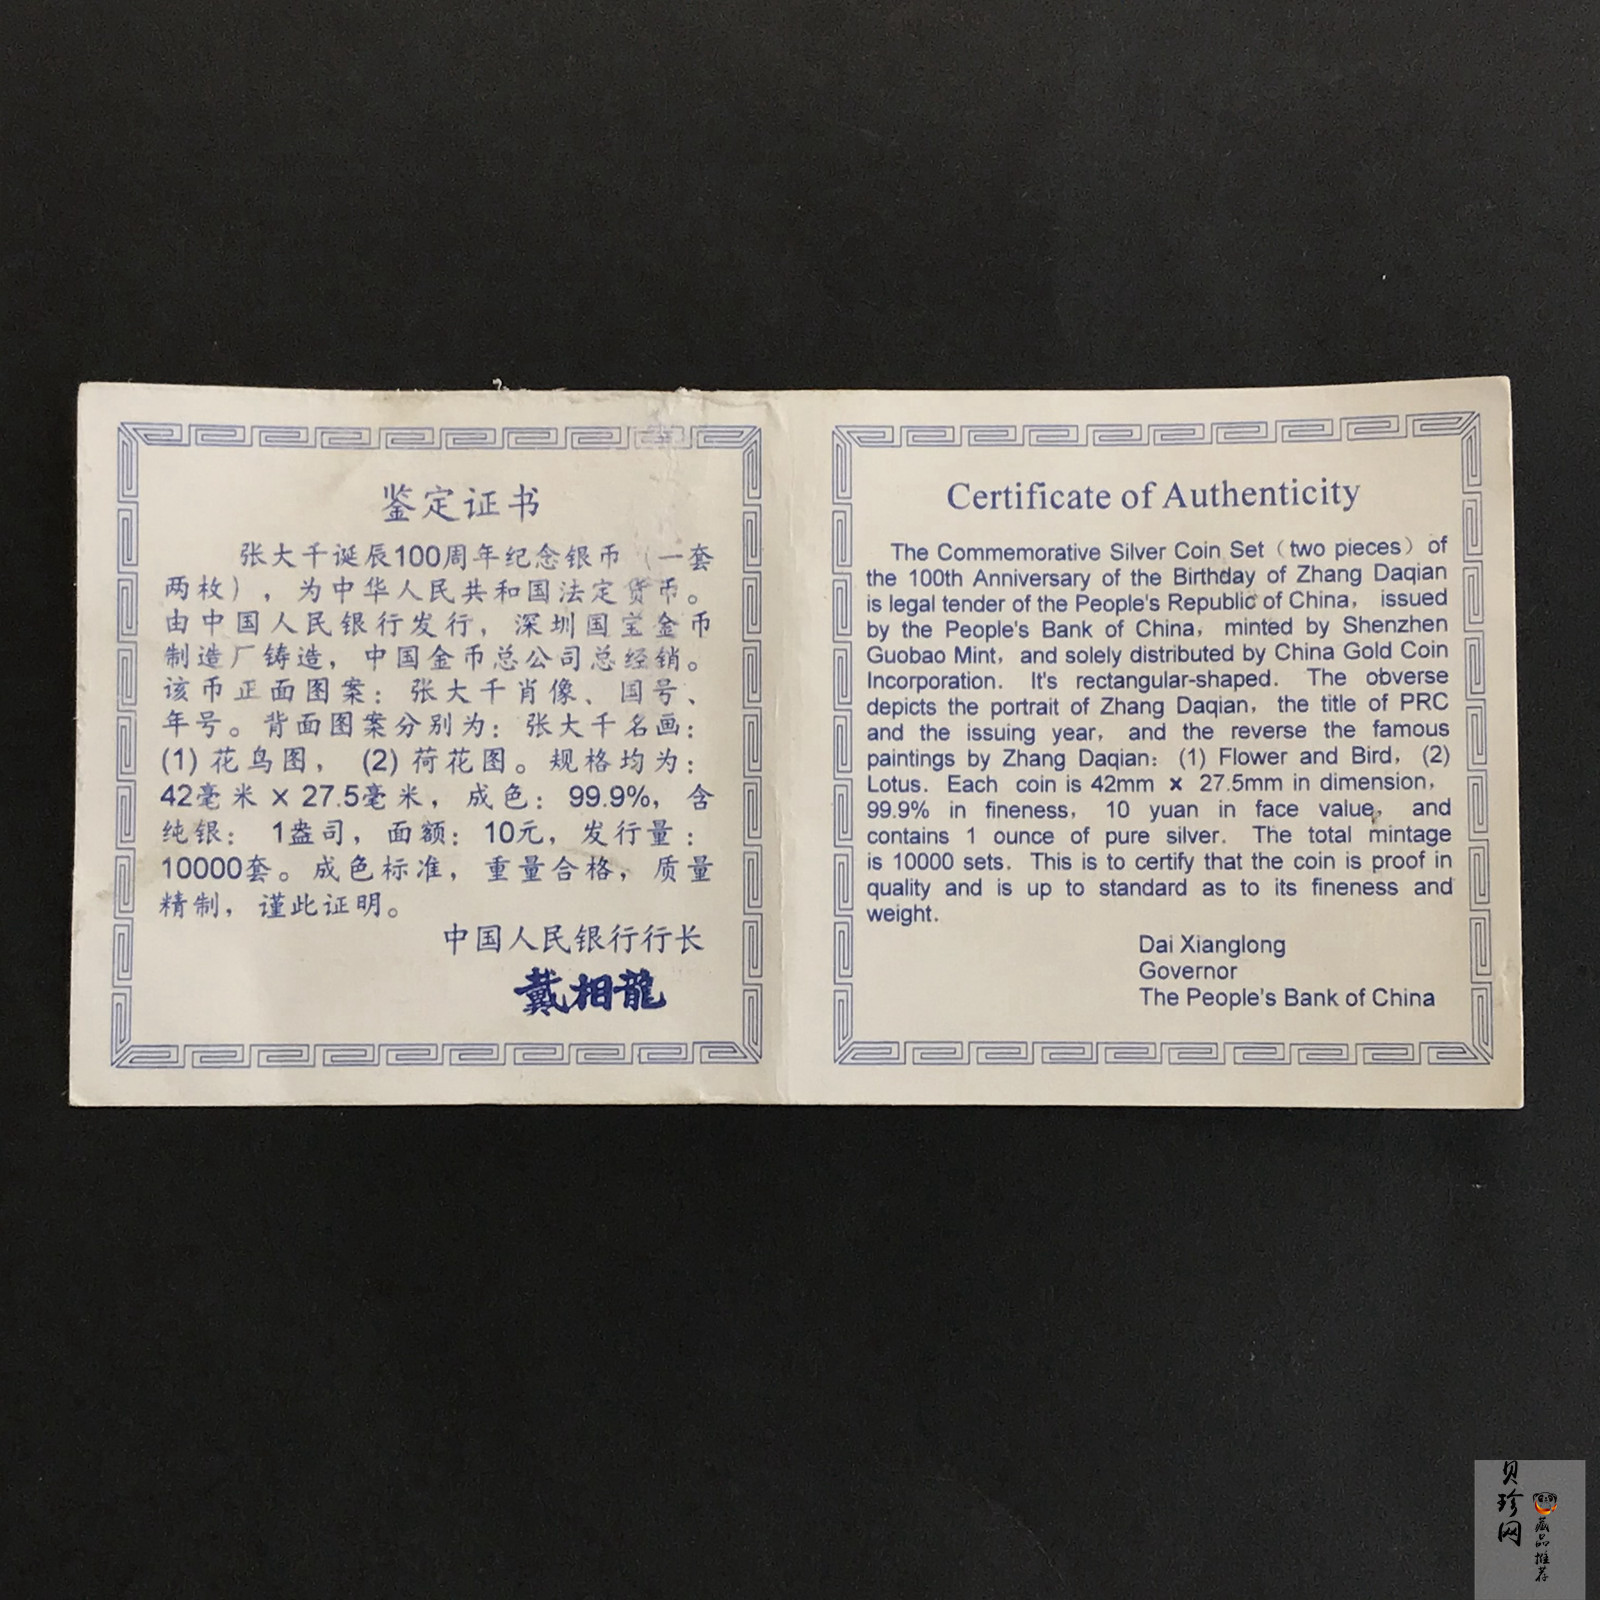 鉴定证书
张大千诞辰100周年纪念银币（一套
两枚），为中华人民共和国法定货币。
由中国人民银行发行，深圳国宝金币
制造厂铸造，中国金币总公司总经销。
该币正面图案：张大千肖像、国号、
年号。背面图案分别为：张大千名画：
(1) 花鸟图， (2) 荷花图。规格均为：
42毫米 × 27.5毫米，成色：99.9%，含
纯银：1盎司，面额：10元，发行量：
10000套。成色标准，重量合格，质量
精制，谨此证明。
中国人民银行行长
戴相龍
Certificate of Authenticity
The Commemorative Silver Coin Set（two pieces）of
the 100th Anniversary of the Birthday of Zhang Daqian
is legal tender of the People's Republic of China， issued
by the People's Bank of China， minted by Shenzhen
Guobao Mint，and solely distributed by China Gold Coin
Incorporation. It's rectangular-shaped. The obverse
depicts the portrait of Zhang Daqian，the title of PRC
and the issuing year， and the reverse the famous
paintings by Zhang Daqian：(1) Flower and Bird，(2)
Lotus. Each coin is 42mm × 27.5mm in dimension，
99.9% in fineness， 10 yuan in face value， and
contains 1 ounce of pure silver. The total mintage
is 10000 sets. This is to certify that the coin is proof in
quality and is up to standard as to its fineness and
weight.
Dai Xianglong
Governor
The People's Bank of China
贝珍网
藏品推荐